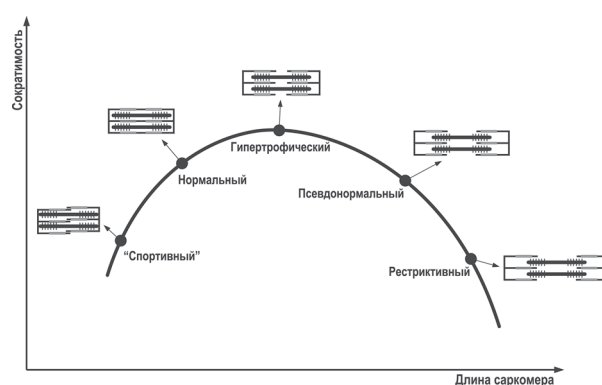 Сократимость
Гипертрофический
Нормальный
Псевдонормальный
“Спортивный”
Рестриктивный
Длина саркомера